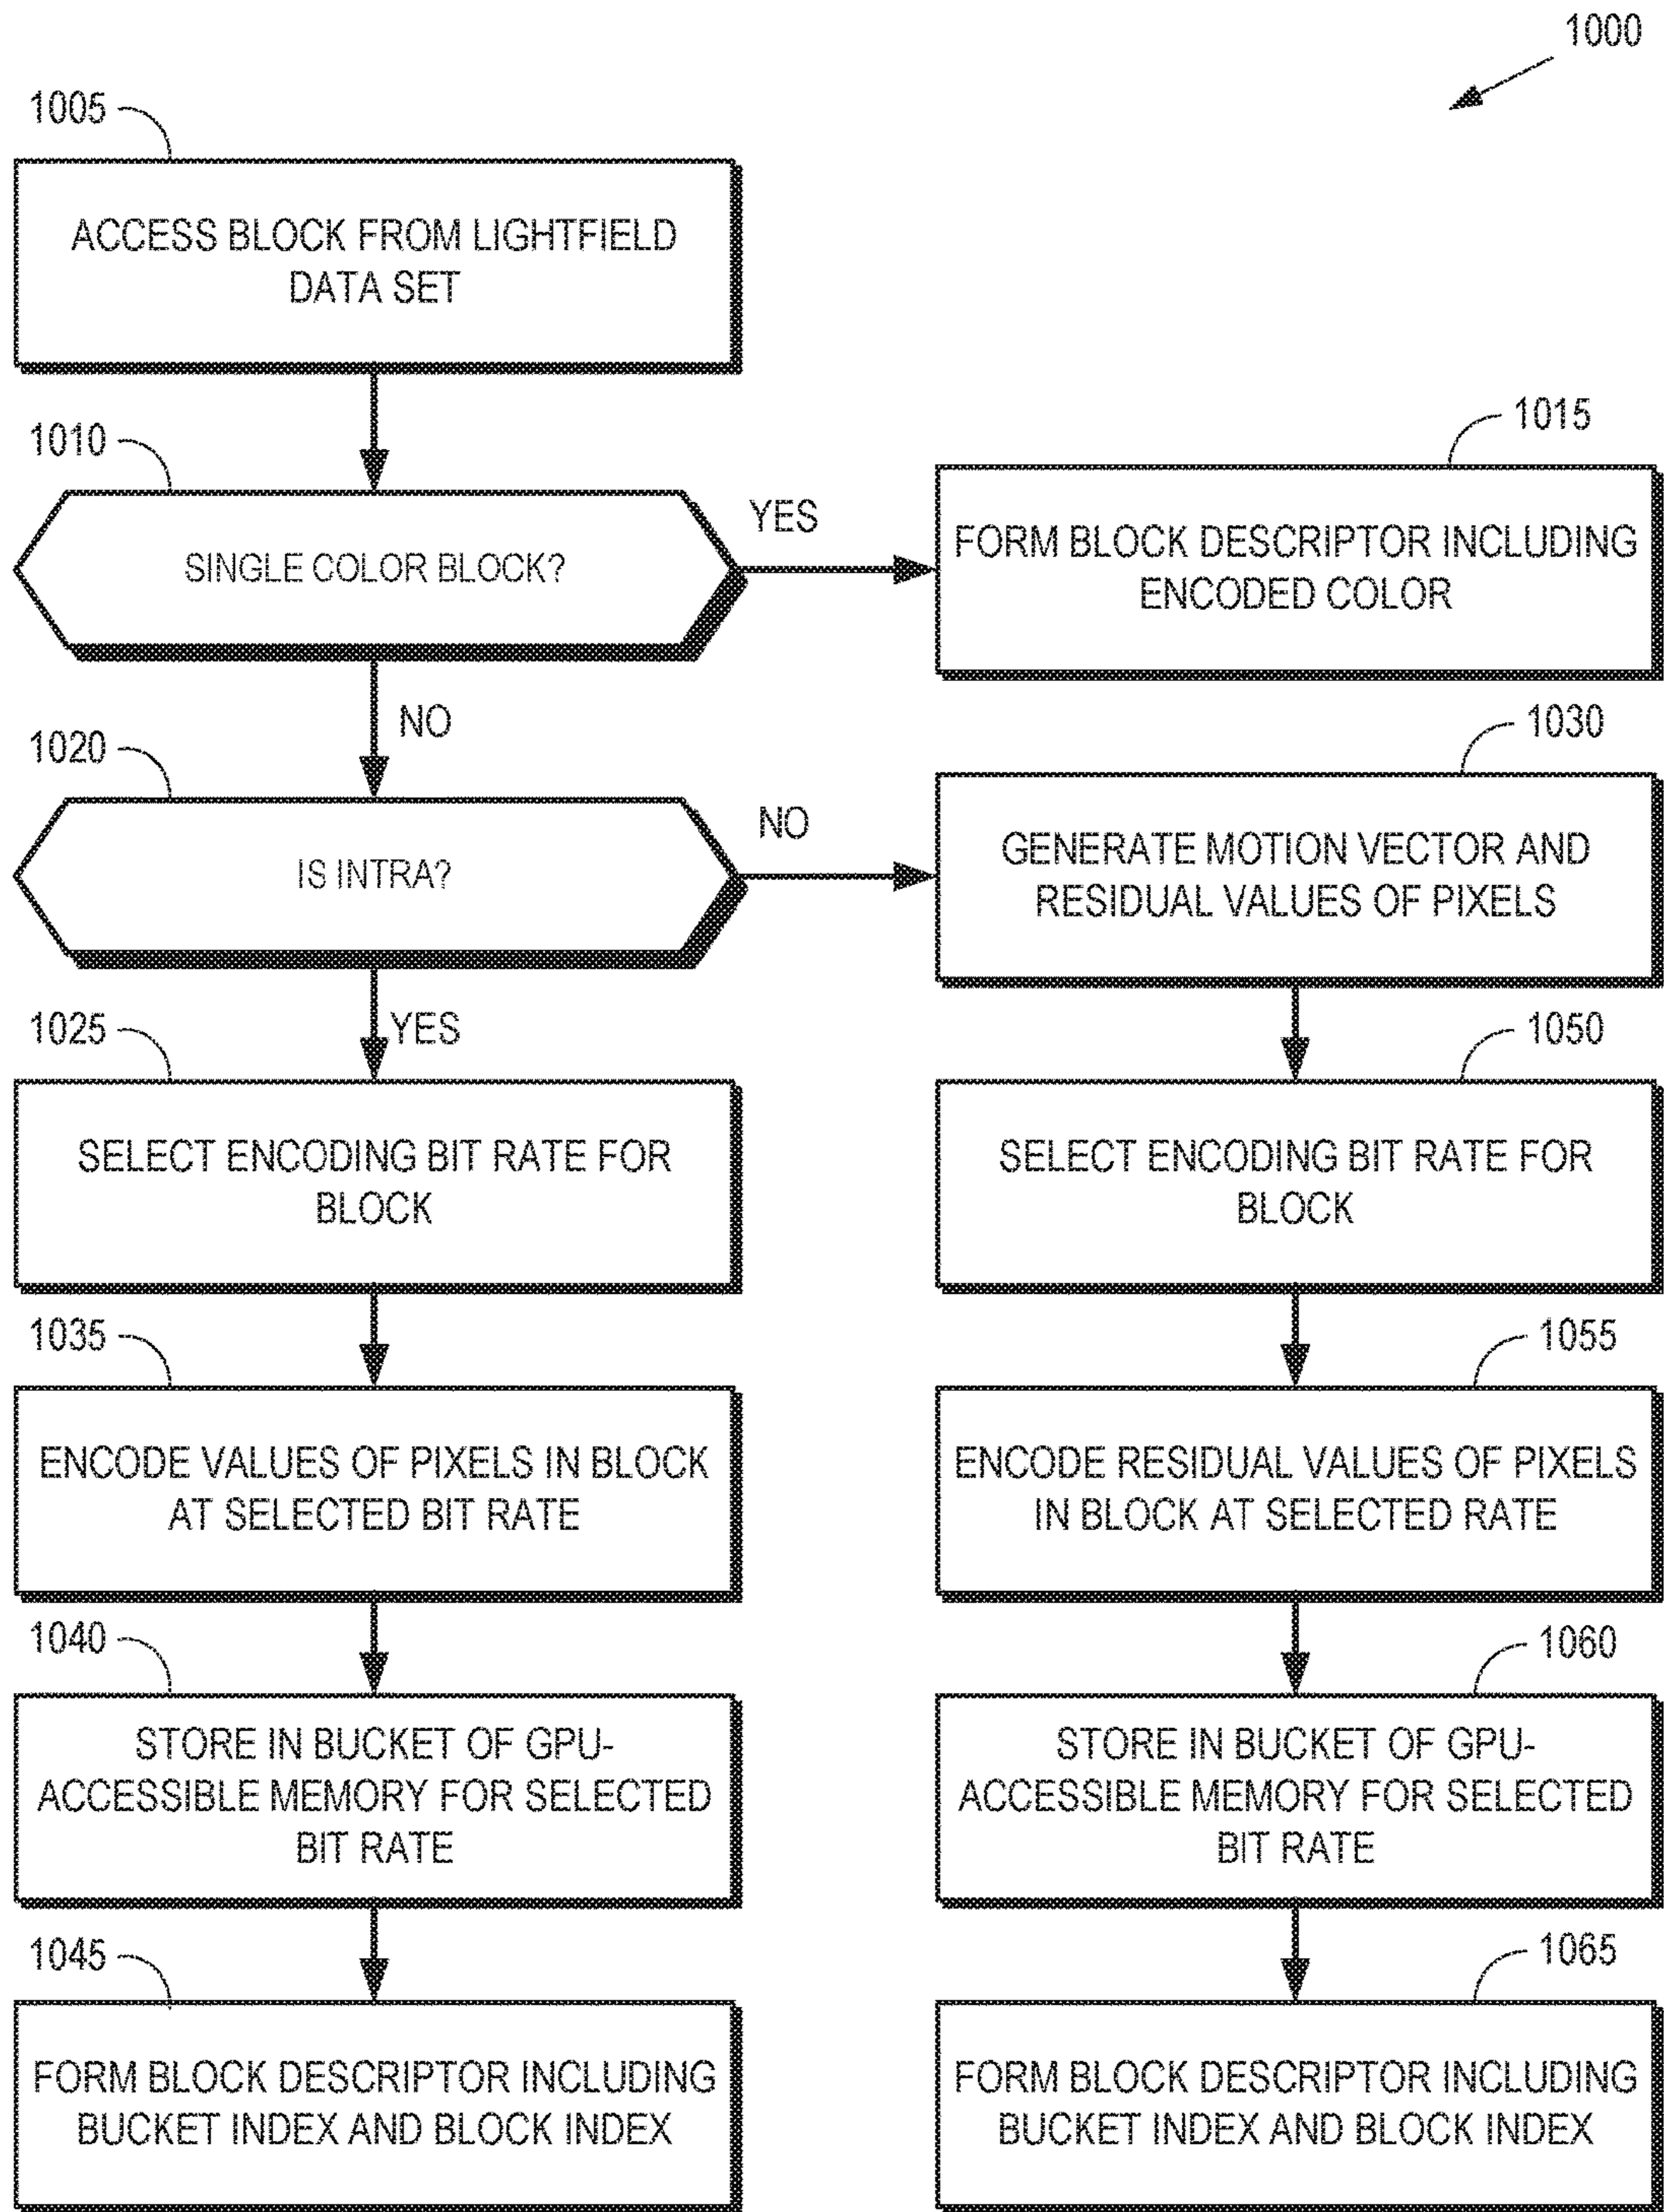 1000
1005
ACCESS BLOCK FROM LIGHTFIELD
DATA SET
1010
SINGLE COLOR BLOCK?
YES
1015
FORM BLOCK DESCRIPTOR INCLUDING
ENCODED COLOR
NO
1020
IS INTRA?
NO
1030
GENERATE MOTION VECTOR AND
RESIDUAL VALUES OF PIXELS
YES
1025
SELECT ENCODING BIT RATE FOR
BLOCK
1050
SELECT ENCODING BIT RATE FOR
BLOCK
1035
ENCODE VALUES OF PIXELS IN BLOCK
AT SELECTED BIT RATE
1055
ENCODE RESIDUAL VALUES OF PIXELS
IN BLOCK AT SELECTED RATE
1040
STORE IN BUCKET OF GPU-
ACCESSIBLE MEMORY FOR SELECTED
BIT RATE
1060
STORE IN BUCKET OF GPU-
ACCESSIBLE MEMORY FOR SELECTED
BIT RATE
1045
FORM BLOCK DESCRIPTOR INCLUDING
BUCKET INDEX AND BLOCK INDEX
1065
FORM BLOCK DESCRIPTOR INCLUDING
BUCKET INDEX AND BLOCK INDEX